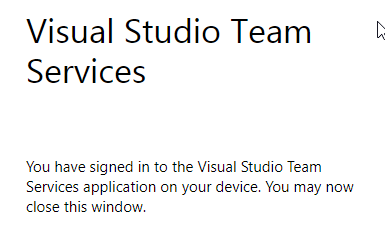 Visual Studio Team
Services
You have signed in to the Visual Studio Team
Services application on your device. You may now
close this window.